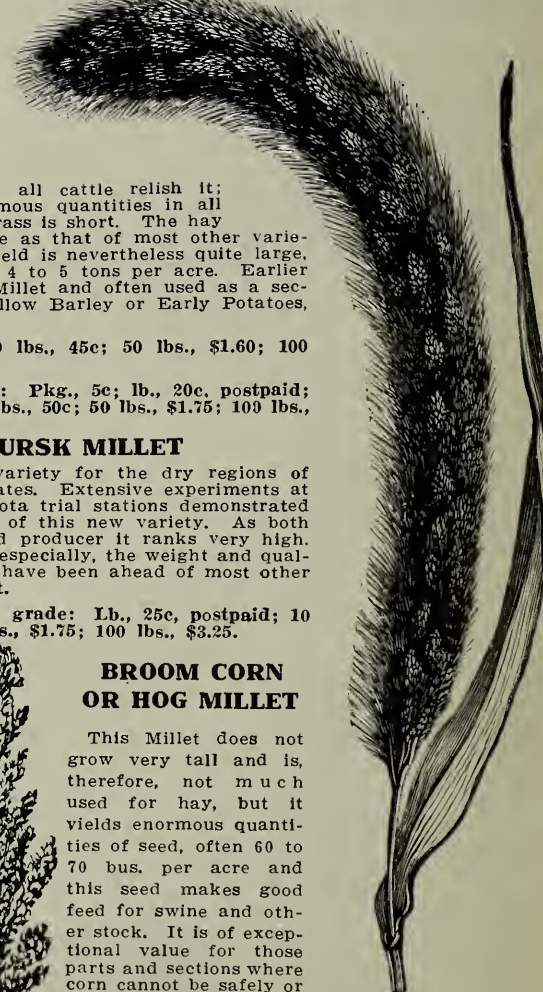 all cattle relish it;
mous quantities in all
rass is short. The hay
e as that of most other varie-
eld is nevertheless quite large,
4 to 5 tons per acre. Earlier
Millet and often used as a sec-
llow Barley or Early Potatoes,
0 lbs., 45c; 50 lbs., $1.60; 100
: Pkg., 5c; lb., 20c, postpaid;
bs., 50c; 50 lbs., $1.75; 100 lbs.,
URSK MILLET
variety for the dry regions of
ates. Extensive experiments at
ota trial stations demonstrated
of this new variety. As both
d producer it ranks very high.
especially, the weight and qual-
have been ahead of most other
t.
grade: Lb., 25c, postpaid; 10
s., $1.75; 100 lbs., $3.25.
BROOM CORN
OR HOG MILLET
This Millet does not
grow very tall and is,
therefore, not much
used for hay, but it
yields enormous quanti-
ties of seed, often 60 to
70 bus. per acre and
this seed makes good
feed for swine and oth-
er stock. It is of excep-
tional value for those
parts and sections where
corn cannot be safely or